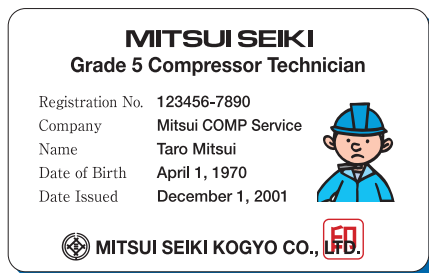 MITSUI SEIKI
Grade 5 Compressor Technician
Registration No. 123456-7890
Company Mitsui COMP Service
Name Taro Mitsui
Date of Birth April 1, 1970
Date Issued December 1, 2001
MITSUI SEIKI KOGYO CO., LTD.
印